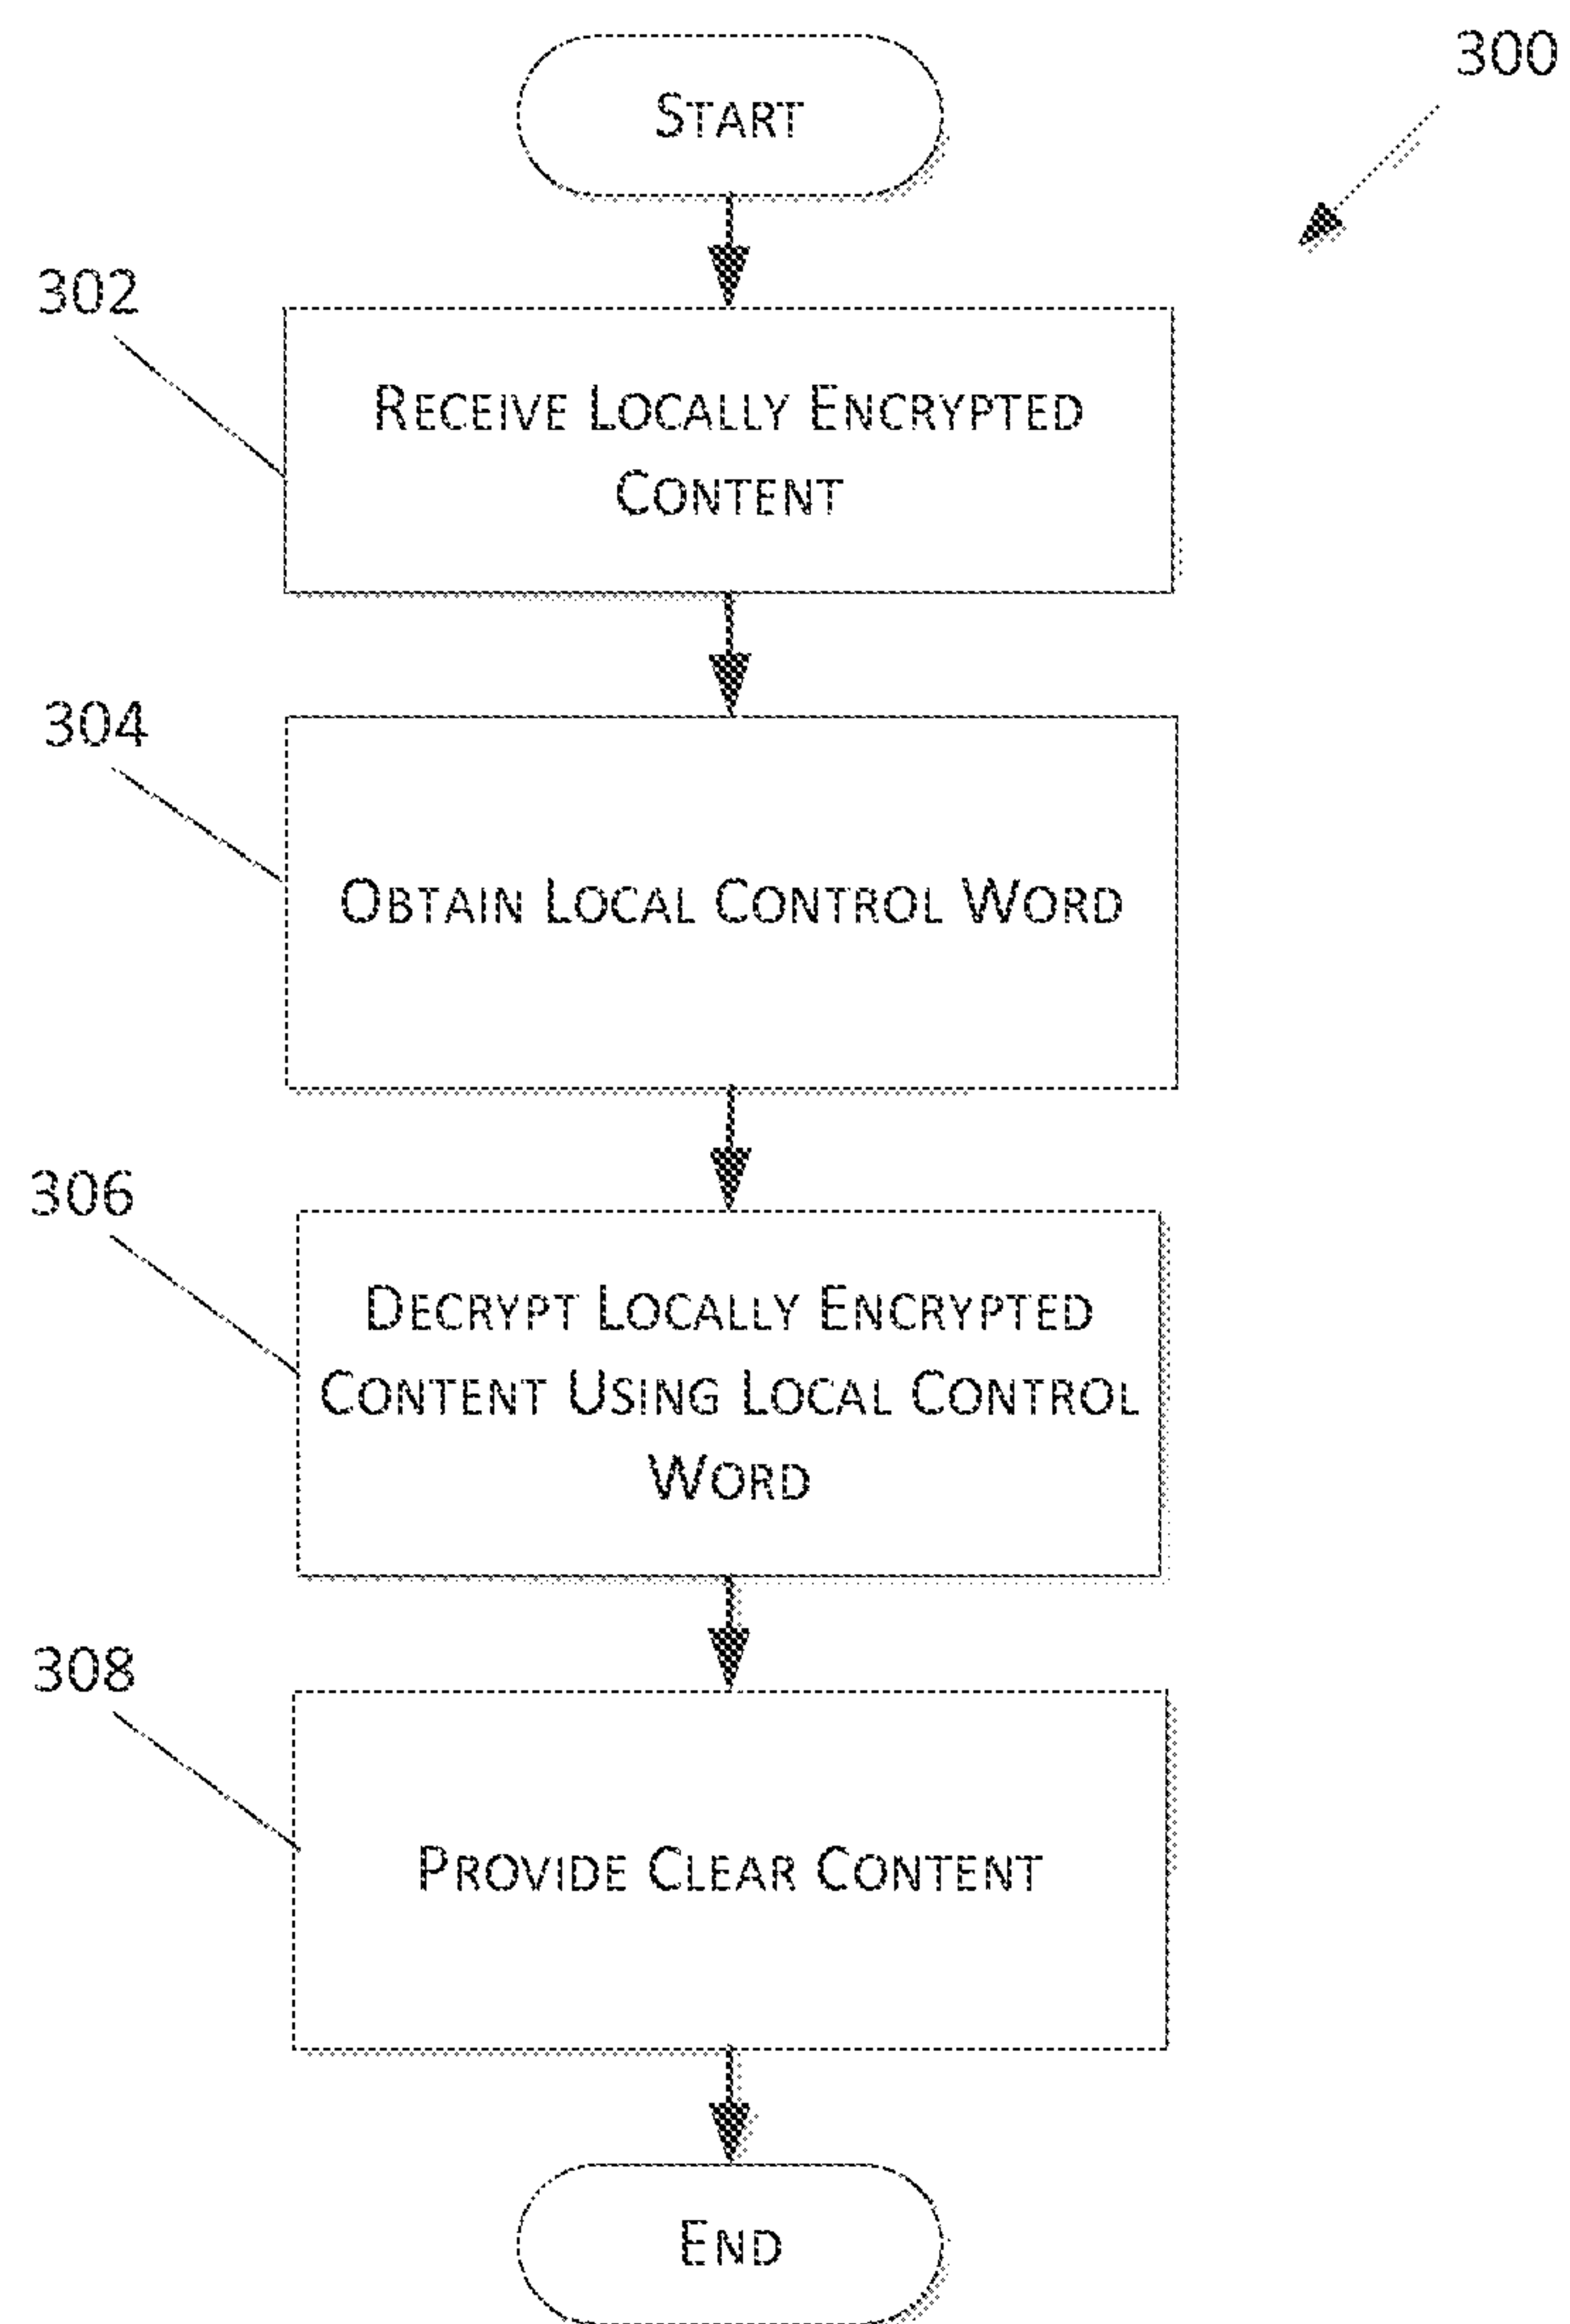 START
300
302
RECEIVE LOCALLY ENCRYPTED
CONTENT
304
OBTAIN LOCAL CONTROL WORD
306
DECRYPT LOCALLY ENCRYPTED
CONTENT USING LOCAL CONTROL
WORD
308
PROVIDE CLEAR CONTENT
END